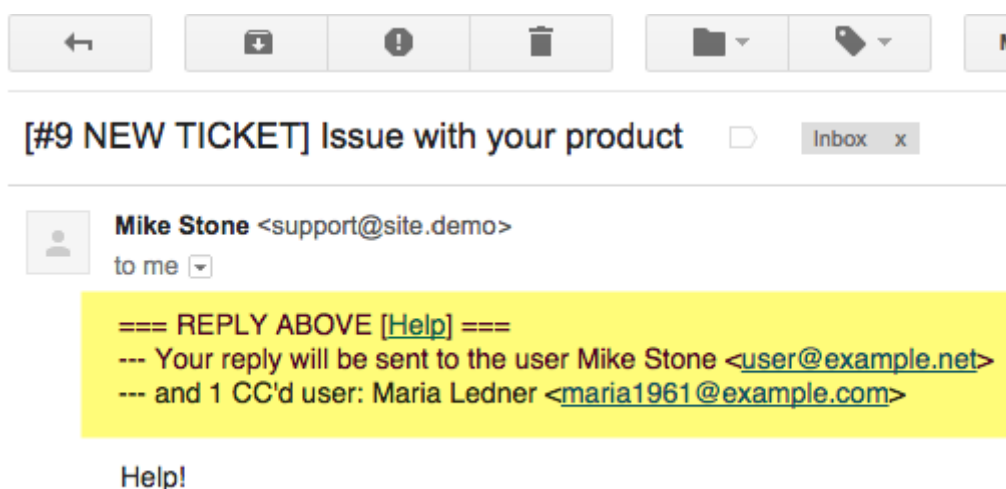 [#9 NEW TICKET] Issue with your product Inbox x
Mike Stone <support@site.demo>
to me
=== REPLY ABOVE [Help] ===
--- Your reply will be sent to the user Mike Stone <user@example.net>
--- and 1 CC'd user: Maria Ledner <maria1961@example.com>
Help!